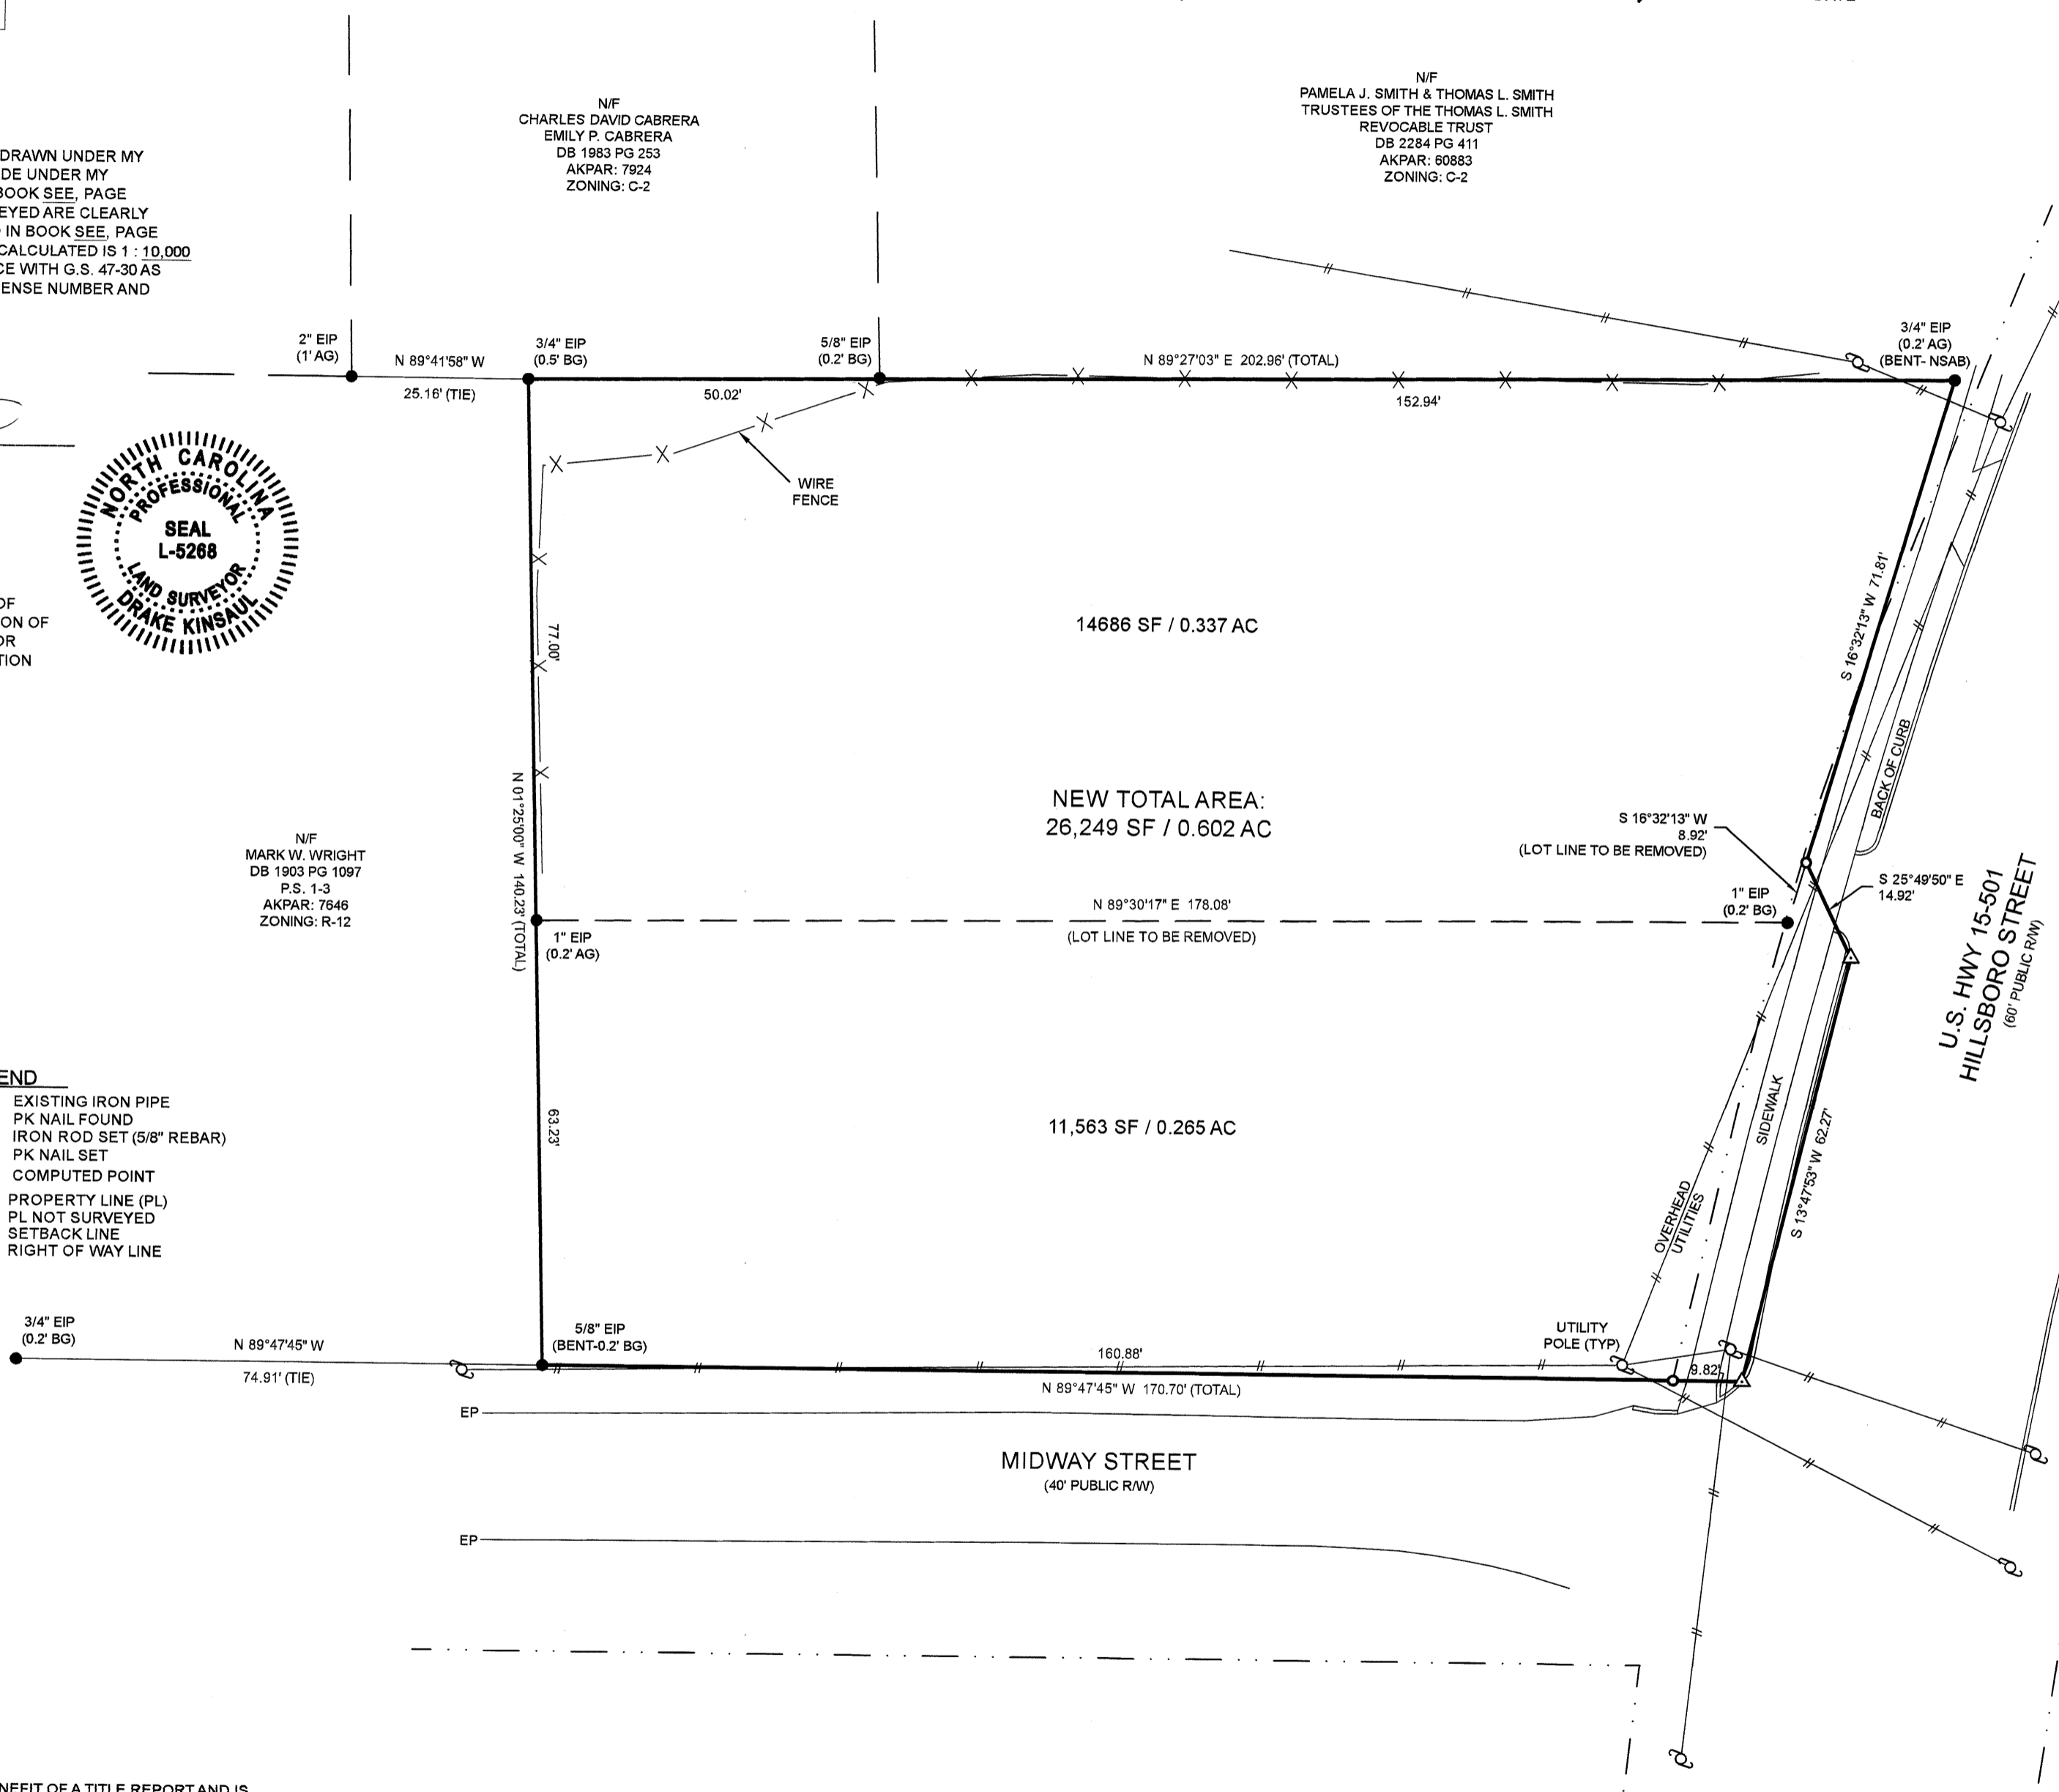 N/F
CHARLES DAVID CABRERA
EMILY P. CABRERA
DB 1983 PG 253
AKPAR: 7924
ZONING: C-2
N/F
PAMELA J. SMITH & THOMAS L. SMITH
TRUSTEES OF THE THOMAS L. SMITH
REVOCABLE TRUST
DB 2284 PG 411
AKPAR: 60883
ZONING: C-2
DRAWN UNDER MY
DE UNDER MY
BOOK SEE, PAGE
EYED ARE CLEARLY
IN BOOK SEE, PAGE
CALCULATED IS 1 : 10,000
CE WITH G.S. 47-30 AS
ENSE NUMBER AND
2" EIP
(1' AG)
N 89°41'58" W
25.16' (TIE)
3/4" EIP
(0.5' BG)
50.02'
5/8" EIP
(0.2' BG)
N 89°27'03" E 202.96' (TOTAL)
152.94'
3/4" EIP
(0.2' AG)
(BENT- NSAB)
WIRE
FENCE
NORTH CAROLINA
PROFESSIONAL
SEAL
L-5268
LAND SURVEYOR
DRAKE KINSAUL
OF
ON OF
OR
TION
77.00'
14686 SF / 0.337 AC
S 16°32'13" W 71.81'
BACK OF CURB
NEW TOTAL AREA:
26,249 SF / 0.602 AC
N 01°25'00" W 140.23' (TOTAL)
S 16°32'13" W
8.92'
(LOT LINE TO BE REMOVED)
S 25°49'50" E
14.92'
N/F
MARK W. WRIGHT
DB 1903 PG 1097
P.S. 1-3
AKPAR: 7646
ZONING: R-12
1" EIP
(0.2' AG)
N 89°30'17" E 178.08'
(LOT LINE TO BE REMOVED)
1" EIP
(0.2' BG)
U.S. HWY 15-501
HILLSBORO STREET
(60' PUBLIC R/W)
END
EXISTING IRON PIPE
PK NAIL FOUND
IRON ROD SET (5/8" REBAR)
PK NAIL SET
COMPUTED POINT
PROPERTY LINE (PL)
PL NOT SURVEYED
SETBACK LINE
RIGHT OF WAY LINE
63.23'
11,563 SF / 0.265 AC
SIDEWALK
OVERHEAD
UTILITIES
S 13°47'53" W 62.27'
3/4" EIP
(0.2' BG)
N 89°47'45" W
74.91' (TIE)
5/8" EIP
(BENT-0.2' BG)
160.88'
N 89°47'45" W 170.70' (TOTAL)
UTILITY
POLE (TYP)
9.82'
EP
MIDWAY STREET
(40' PUBLIC R/W)
EP
NEFIT OF A TITLE REPORT AND IS